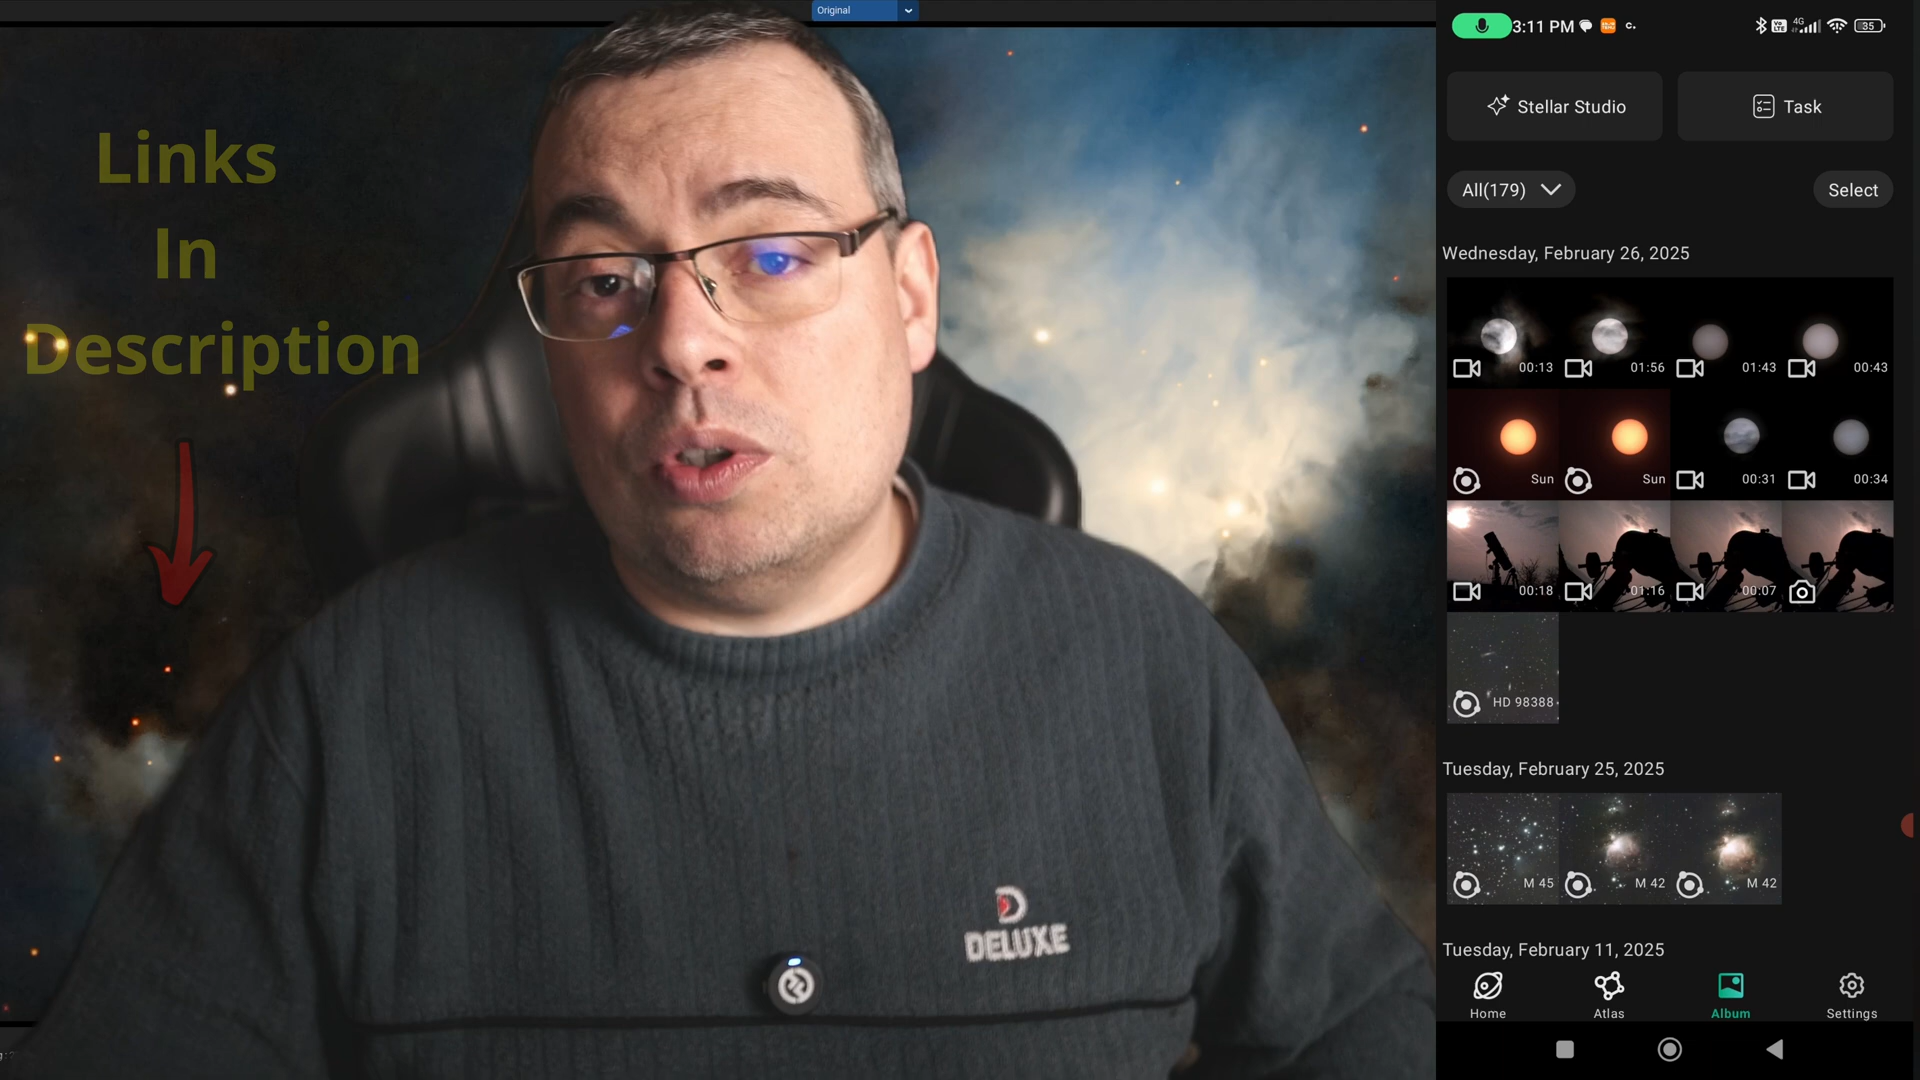 Original
Links
In
Description
DELUXE
3:11 PM
4G
35
Stellar Studio
Task
All(179)
Select
Wednesday, February 26, 2025
00:13
01:56
01:43
00:43
Sun
Sun
00:31
00:34
00:18
01:16
00:07
HD 98388
Tuesday, February 25, 2025
M 45
M 42
M 42
Tuesday, February 11, 2025
Home
Atlas
Album
Settings